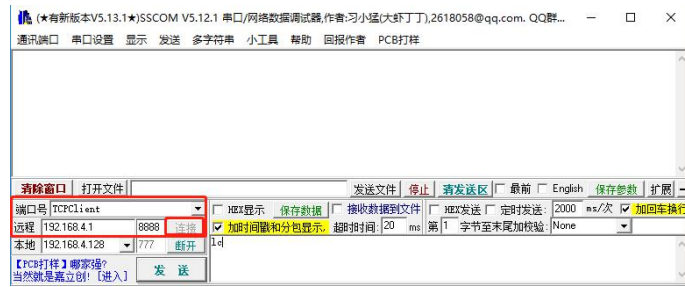 (★有新版本V5.13.1★)SSCOM V5.12.1 串口/网络数据调试器,作者:习小猛(大虾丁丁),2618058@qq.com. QQ群...
通讯端口 串口设置 显示 发送 多字符串 小工具 帮助 回报作者 PCB打样
清除窗口 打开文件 发送文件 停止 清发送区 最前 English 保存参数 扩展 -
端口号 TCPClient HEX显示 保存数据 接收数据到文件 HEX发送 定时发送: 2000 ms/次 加回车换行
远程 192.168.4.1 8888 连接 加时间戳和分包显示, 超时时间: 20 ms 第 1 字节至末尾加校验: None
本地 192.168.4.128 777 断开 1c
【PCB打样】哪家强?
当然就是嘉立创! [进入] 发 送